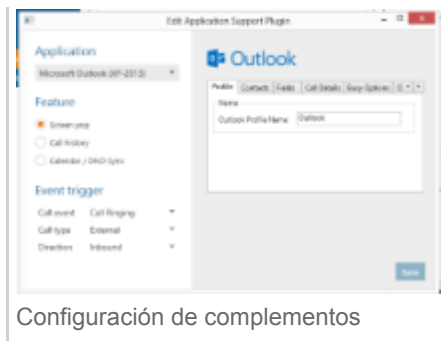 Edit Application Support Plugin
Application
Microsoft Outlook (XP-2013)
Feature
Screen pop
Call history
Calendar / DND Sync
Event trigger
Call event Call Ringing
Call type External
Direction Inbound
Outlook
Profile Contacts Fields Call Details Busy Options
Name
Outlook Profile Name Outlook
Save
Configuración de complementos